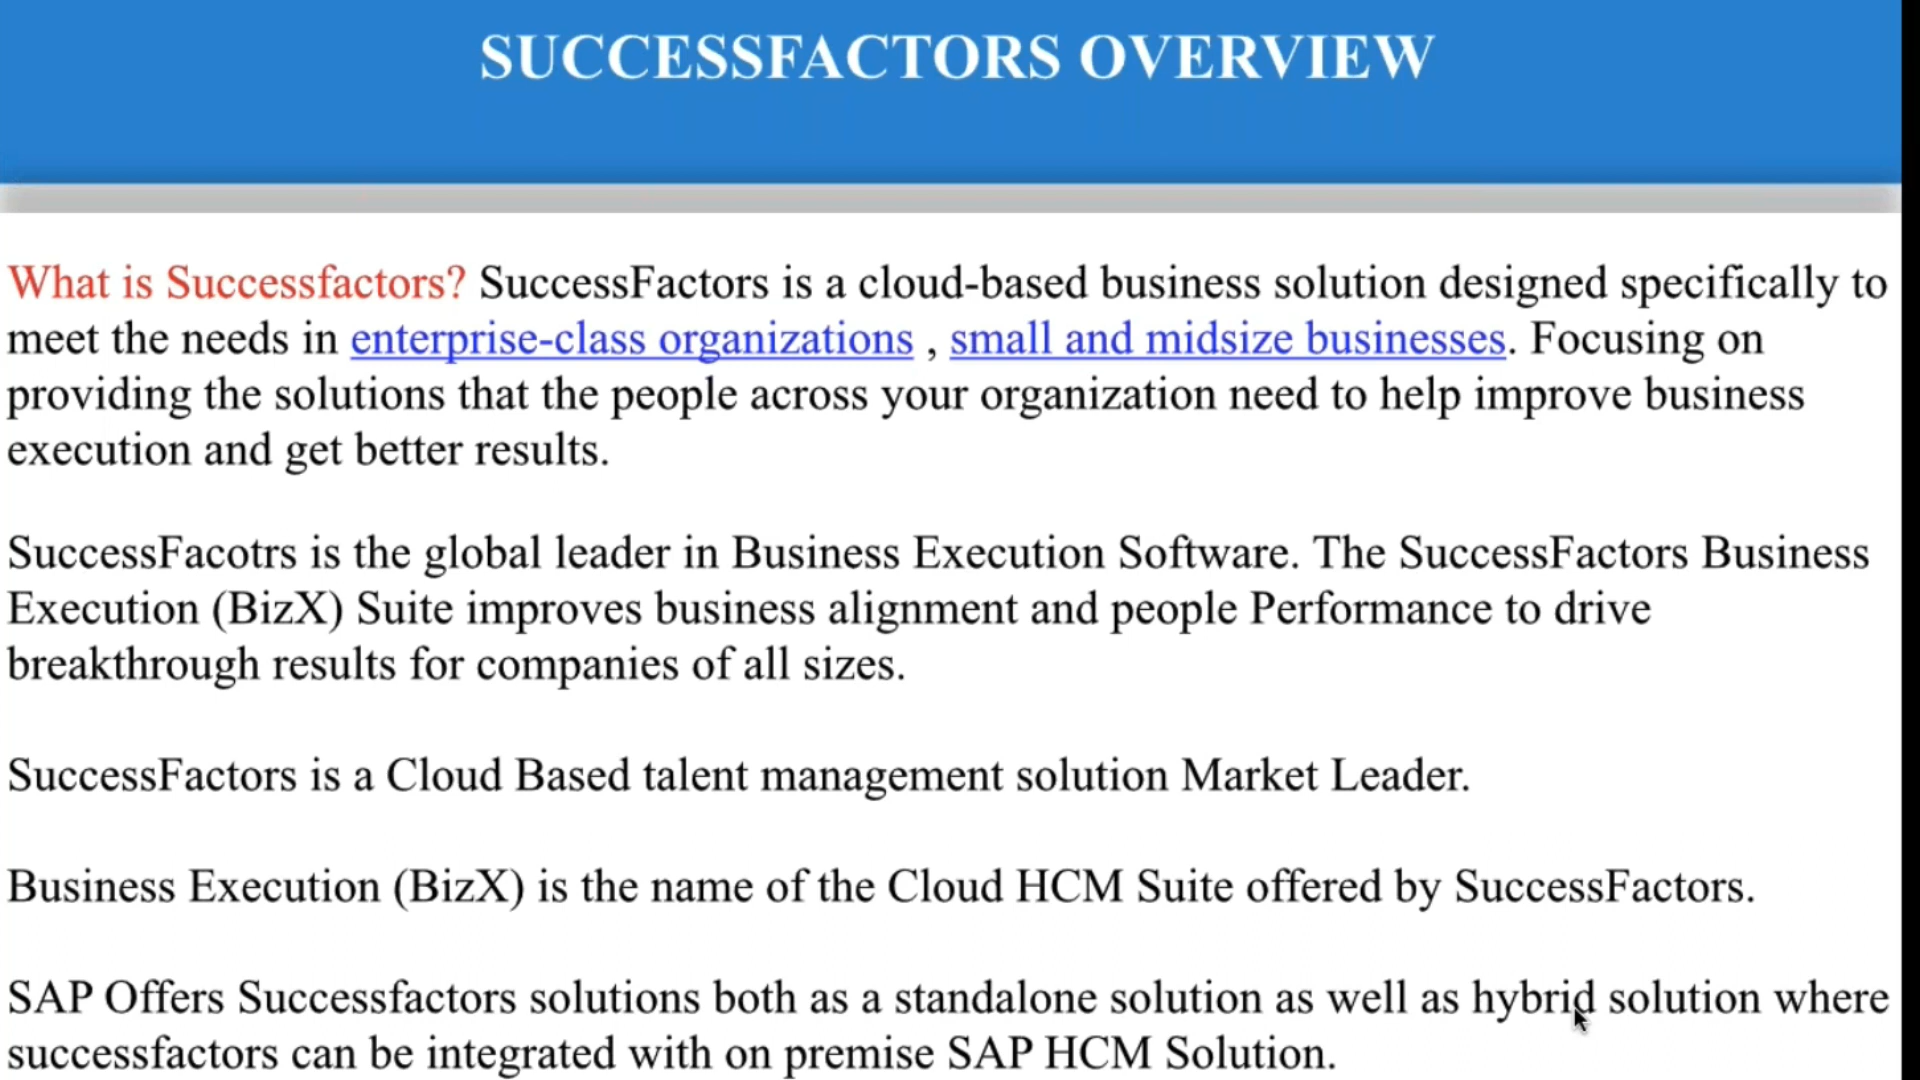 SUCCESSFACTORS OVERVIEW
What is Successfactors? SuccessFactors is a cloud-based business solution designed specifically to
meet the needs in enterprise-class organizations , small and midsize businesses. Focusing on
providing the solutions that the people across your organization need to help improve business
execution and get better results.
SuccessFacotrs is the global leader in Business Execution Software. The SuccessFactors Business
Execution (BizX) Suite improves business alignment and people Performance to drive
breakthrough results for companies of all sizes.
SuccessFactors is a Cloud Based talent management solution Market Leader.
Business Execution (BizX) is the name of the Cloud HCM Suite offered by SuccessFactors.
SAP Offers Successfactors solutions both as a standalone solution as well as hybrid solution where
successfactors can be integrated with on premise SAP HCM Solution.